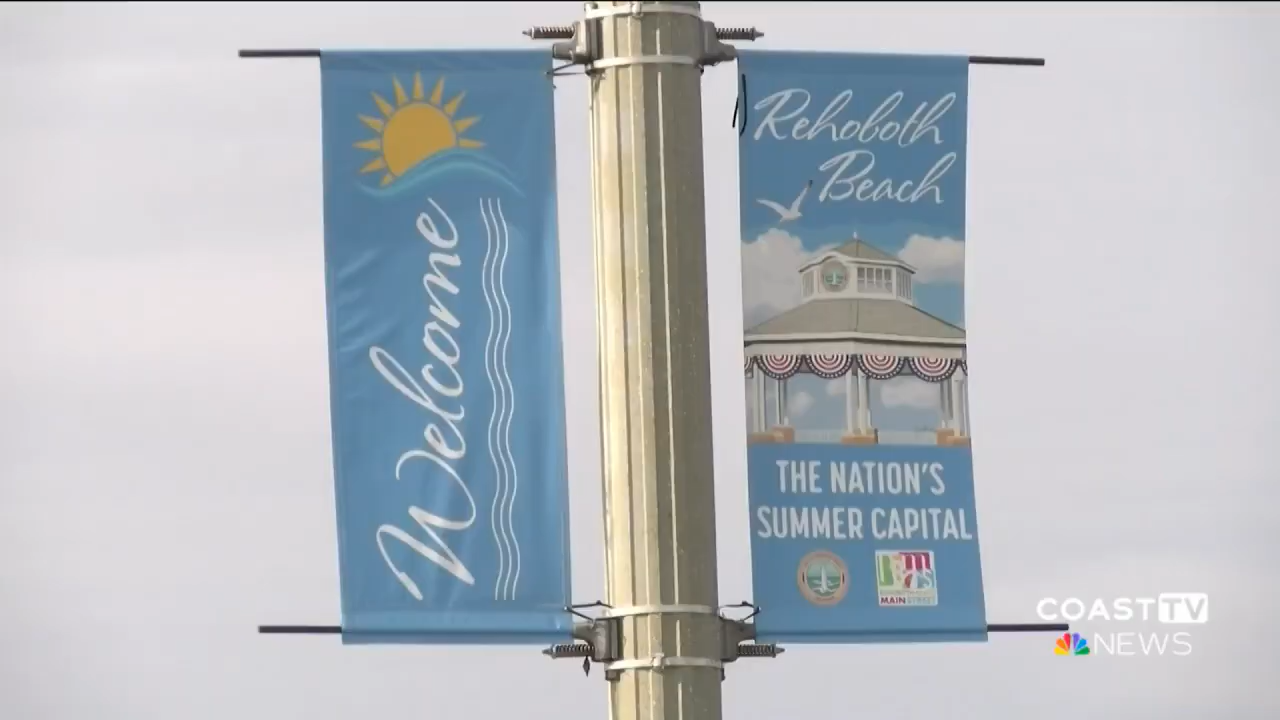 Welcome
Rehoboth
Beach
THE NATION'S
SUMMER CAPITAL
MAIN STREET
COAST TV
NEWS